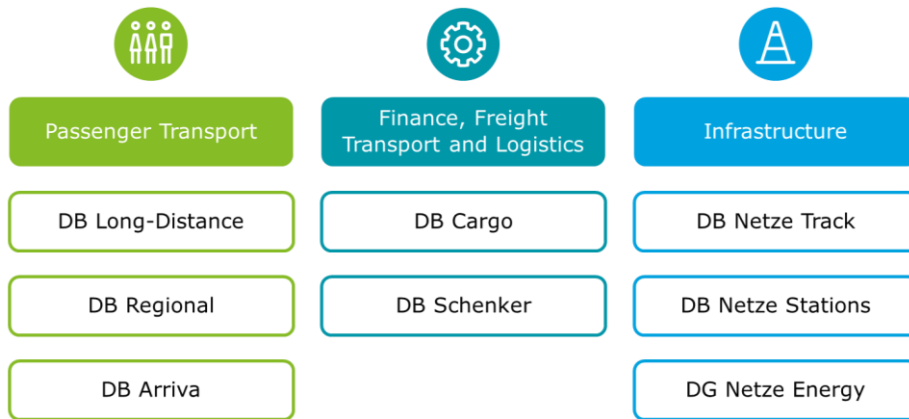 Passenger Transport
DB Long-Distance
DB Regional
DB Arriva
Finance, Freight
Transport and Logistics
DB Cargo
DB Schenker
Infrastructure
DB Netze Track
DB Netze Stations
DG Netze Energy